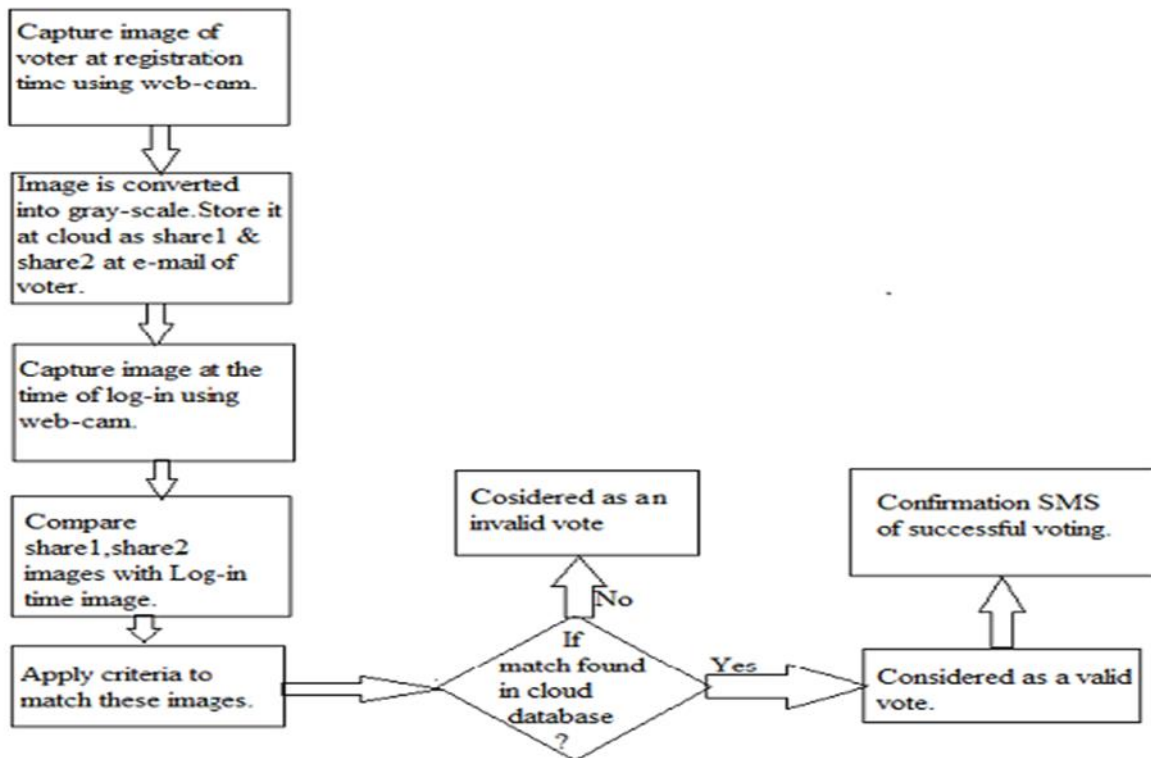 Capture image of
voter at registration
time using web-cam.
Image is converted
into gray-scale.Store it
at cloud as share1 &
share2 at e-mail of
voter.
Capture image at the
time of log-in using
web-cam.
Compare
share1,share2
images with Log-in
time image.
Apply criteria to
match these images.
If
match found
in cloud
database
?
No
Cosidered as an
invalid vote
Yes
Considered as a valid
vote.
Confirmation SMS
of successful voting.